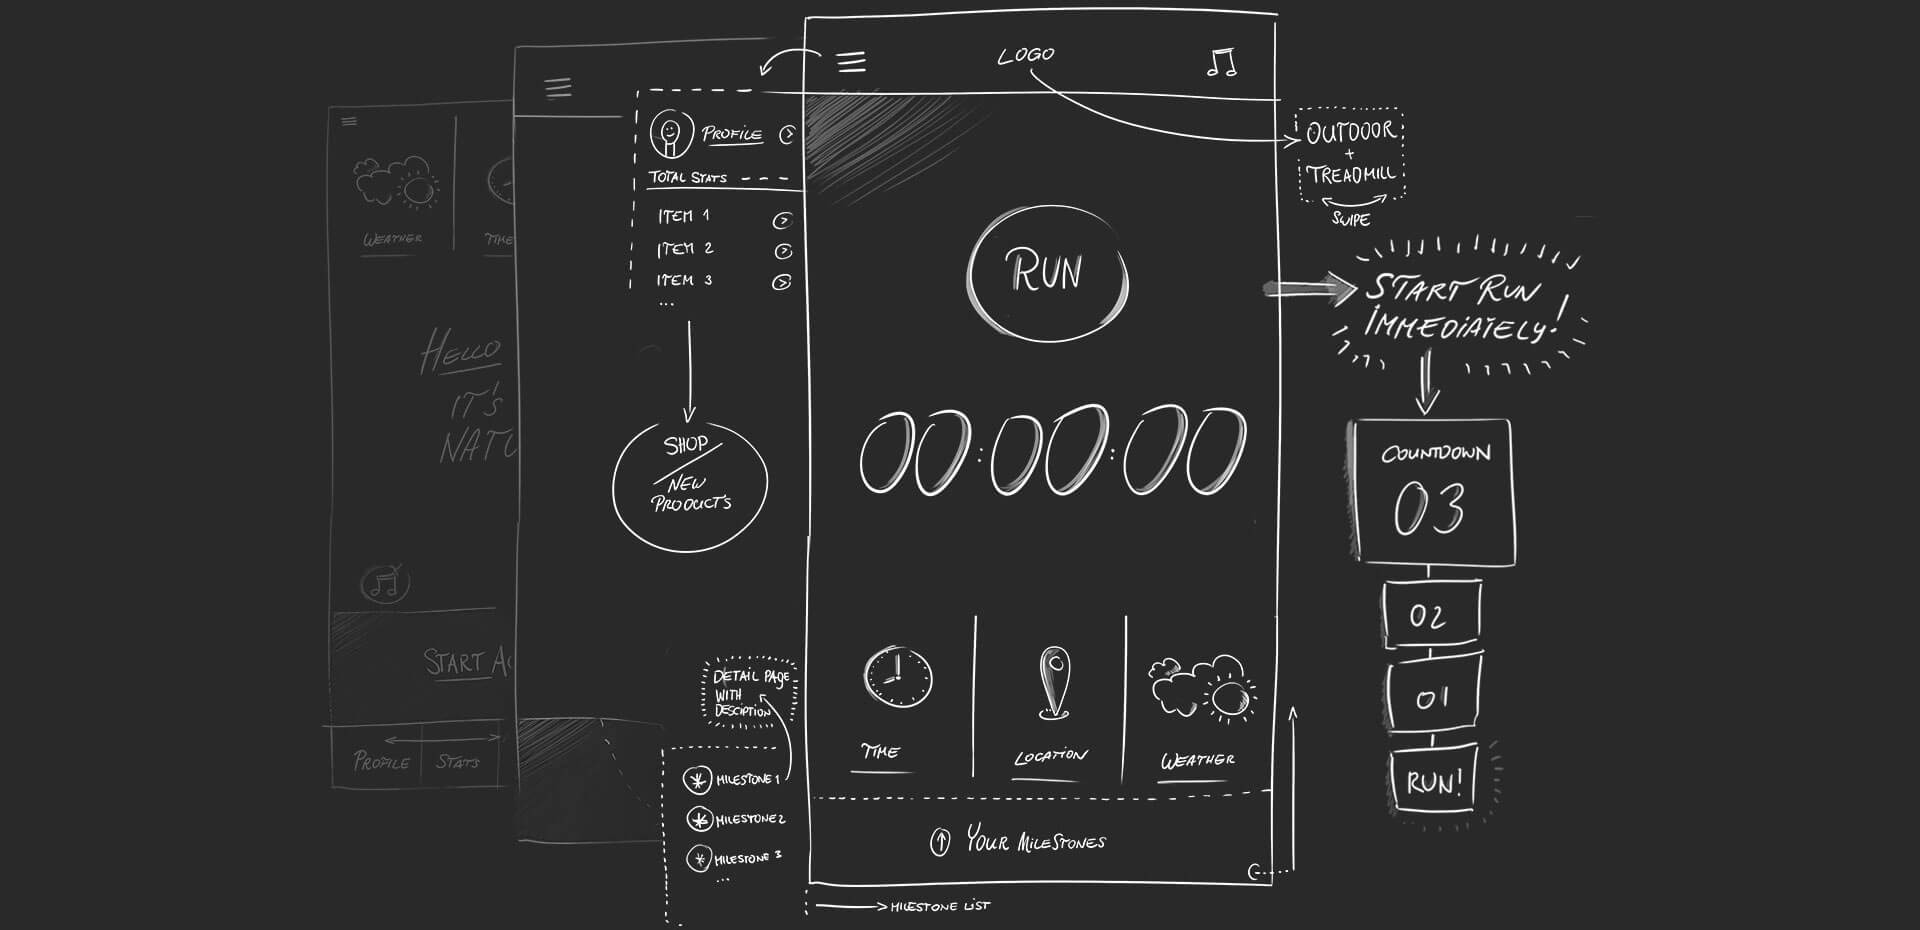 LOGO
PROFILE
TOTAL STATS
ITEM 1
ITEM 2
ITEM 3
...
SHOP
NEW
PRODUCTS
OUTDOOR
+
TREADMILL
SWIPE
RUN
START RUN
IMMEDIATELY!
00:00:00
COUNTDOWN
03
02
01
RUN!
TIME
LOCATION
WEATHER
YOUR MILESTONES
DETAIL PAGE
WITH
DESCIPTION
MILESTONE 1
MILESTONE 2
MILESTONE 3
...
MILESTONE LIST
WEATHER
TIME
HELLO
IT'S
NATU
START AC
PROFILE
STATS